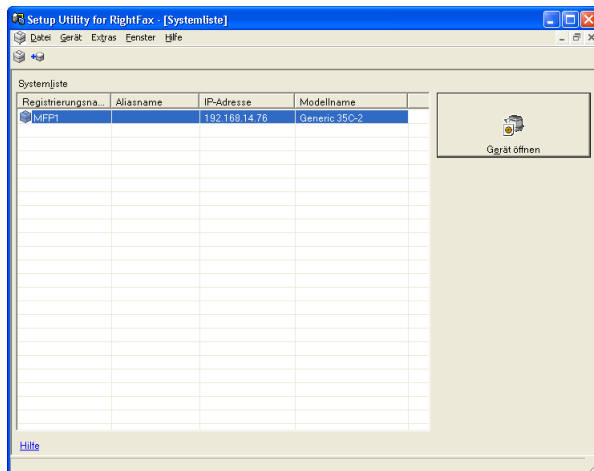 Setup Utility for RightFax - [Systemliste]
Datei Gerät Extras Fenster Hilfe
Systemliste
Registrierungsna... Aliasname IP-Adresse Modellname
MFP1 192.168.14.76 Generic 35C-2
Gerät öffnen
Hilfe